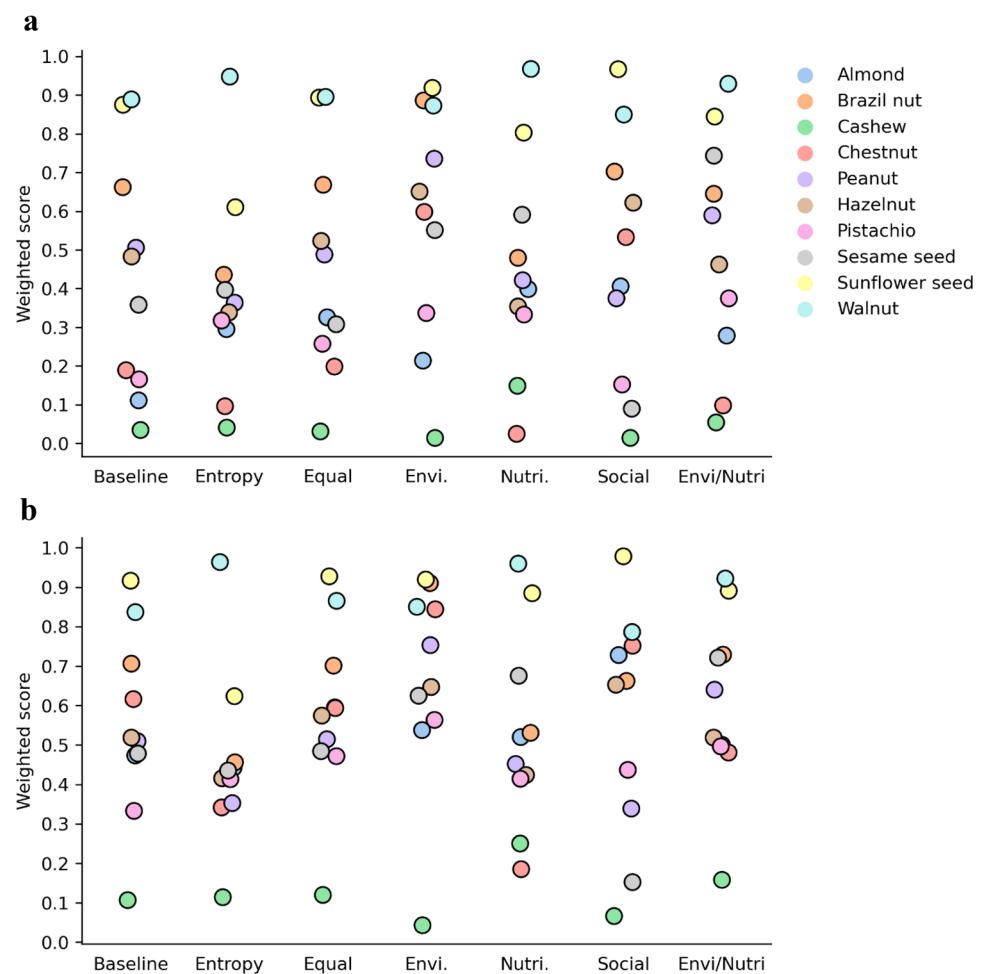 a
1.0
0.9
0.8
0.7
0.6
0.5
0.4
0.3
0.2
0.1
0.0
Weighted score
Baseline Entropy Equal Envi. Nutri. Social Envi/Nutri
Almond
Brazil nut
Cashew
Chestnut
Peanut
Hazelnut
Pistachio
Sesame seed
Sunflower seed
Walnut
b
1.0
0.9
0.8
0.7
0.6
0.5
0.4
0.3
0.2
0.1
0.0
Weighted score
Baseline Entropy Equal Envi. Nutri. Social Envi/Nutri